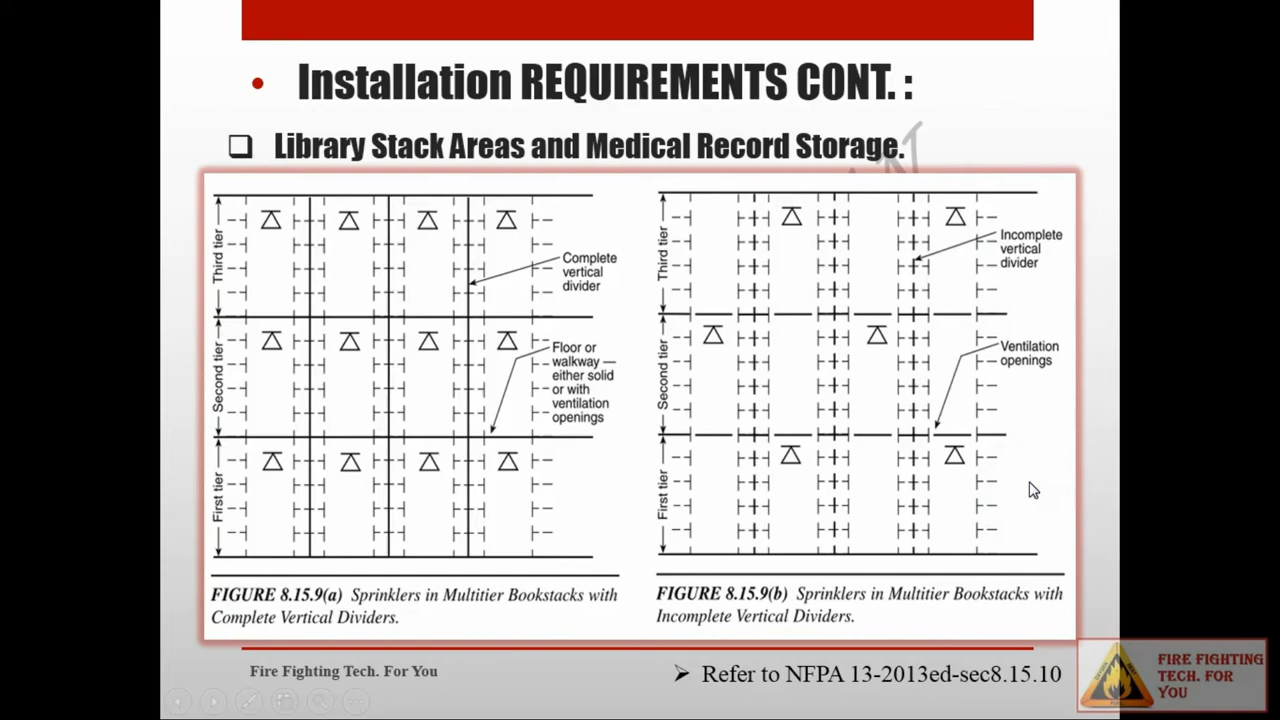 • Installation REQUIREMENTS CONT. :
❑ Library Stack Areas and Medical Record Storage.
Third tier
Second tier
First tier
Complete
vertical
divider
Floor or
walkway —
either solid
or with
ventilation
openings
FIGURE 8.15.9(a) Sprinklers in Multitier Bookstacks with
Complete Vertical Dividers.
Third tier
Second tier
First tier
Incomplete
vertical
divider
Ventilation
openings
FIGURE 8.15.9(b) Sprinklers in Multitier Bookstacks with
Incomplete Vertical Dividers.
Fire Fighting Tech. For You
➢ Refer to NFPA 13-2013ed-sec8.15.10
FIRE FIGHTING
TECH. FOR
YOU